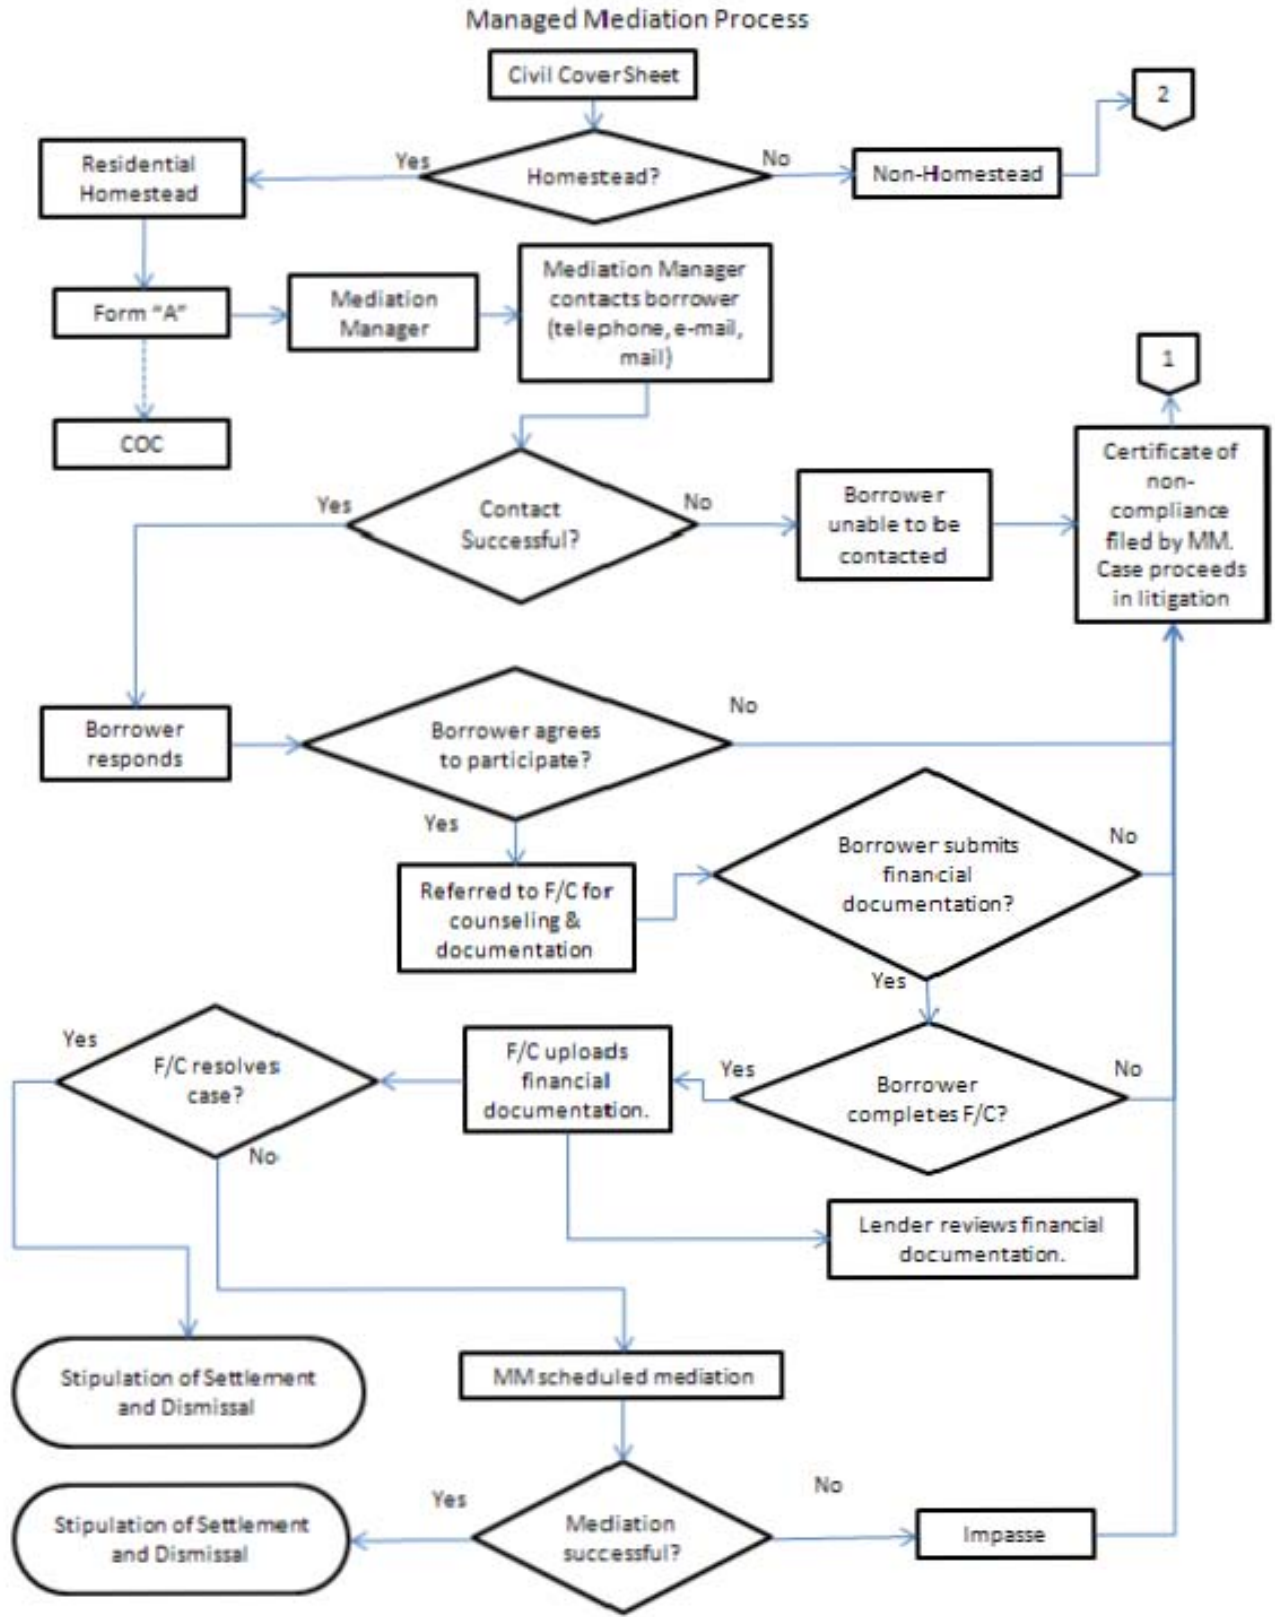 Managed Mediation Process
Civil Cover Sheet
2
Residential
Homestead
Yes
Homestead?
No
Non-Homestead
Form "A"
Mediation
Manager
Mediation Manager
contacts borrower
(telephone, e-mail,
mail)
1
COC
Yes
Contact
Successful?
No
Borrower
unable to be
contacted
Certificate of
non-
compliance
filed by MM.
Case proceeds
in litigation
Borrower
responds
Borrower agrees
to participate?
No
Yes
Referred to F/C for
counseling &
documentation
Borrower submits
financial
documentation?
No
Yes
Yes
F/C resolves
case?
No
F/C uploads
financial
documentation.
Yes
Borrower
completes F/C?
No
Lender reviews financial
documentation.
Stipulation of Settlement
and Dismissal
MM scheduled mediation
Stipulation of Settlement
and Dismissal
Yes
Mediation
successful?
No
Impasse